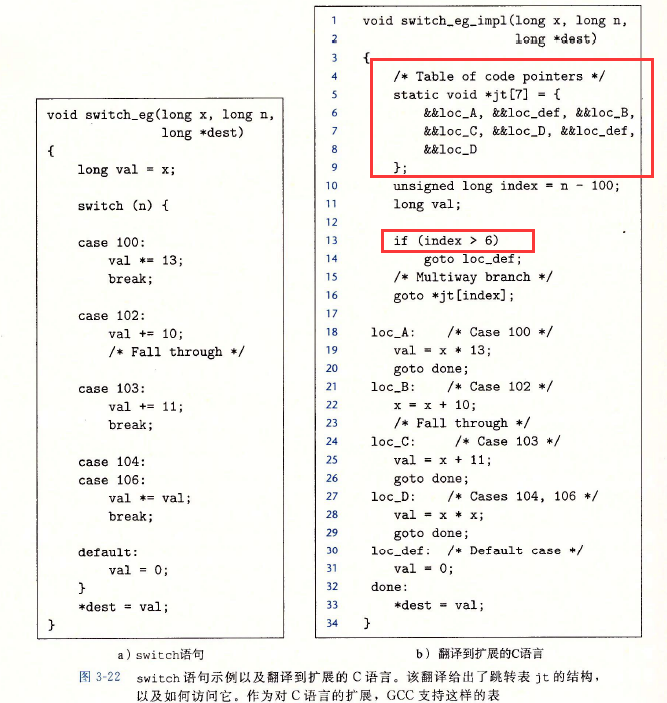 void switch_eg(long x, long n,
long *dest)
{
long val = x;
switch (n) {
case 100:
val *= 13;
break;
case 102:
val += 10;
/* Fall through */
case 103:
val += 11;
break;
case 104:
case 106:
val *= val;
break;
default:
val = 0;
}
*dest = val;
}
a) switch语句
1 void switch_eg_impl(long x, long n,
2 long *dest)
3 {
4 /* Table of code pointers */
5 static void *jt[7] = {
6 &&loc_A, &&loc_def, &&loc_B,
7 &&loc_C, &&loc_D, &&loc_def,
8 &&loc_D
9 };
10 unsigned long index = n - 100;
11 long val;
12
13 if (index > 6)
14 goto loc_def;
15 /* Multiway branch */
16 goto *jt[index];
17
18 loc_A: /* Case 100 */
19 val = x * 13;
20 goto done;
21 loc_B: /* Case 102 */
22 x = x + 10;
23 /* Fall through */
24 loc_C: /* Case 103 */
25 val = x + 11;
26 goto done;
27 loc_D: /* Cases 104, 106 */
28 val = x * x;
29 goto done;
30 loc_def: /* Default case */
31 val = 0;
32 done:
33 *dest = val;
34 }
b) 翻译到扩展的C语言
图 3-22 switch 语句示例以及翻译到扩展的 C 语言。该翻译给出了跳转表 jt 的结构，
以及如何访问它。作为对 C 语言的扩展，GCC 支持这样的表